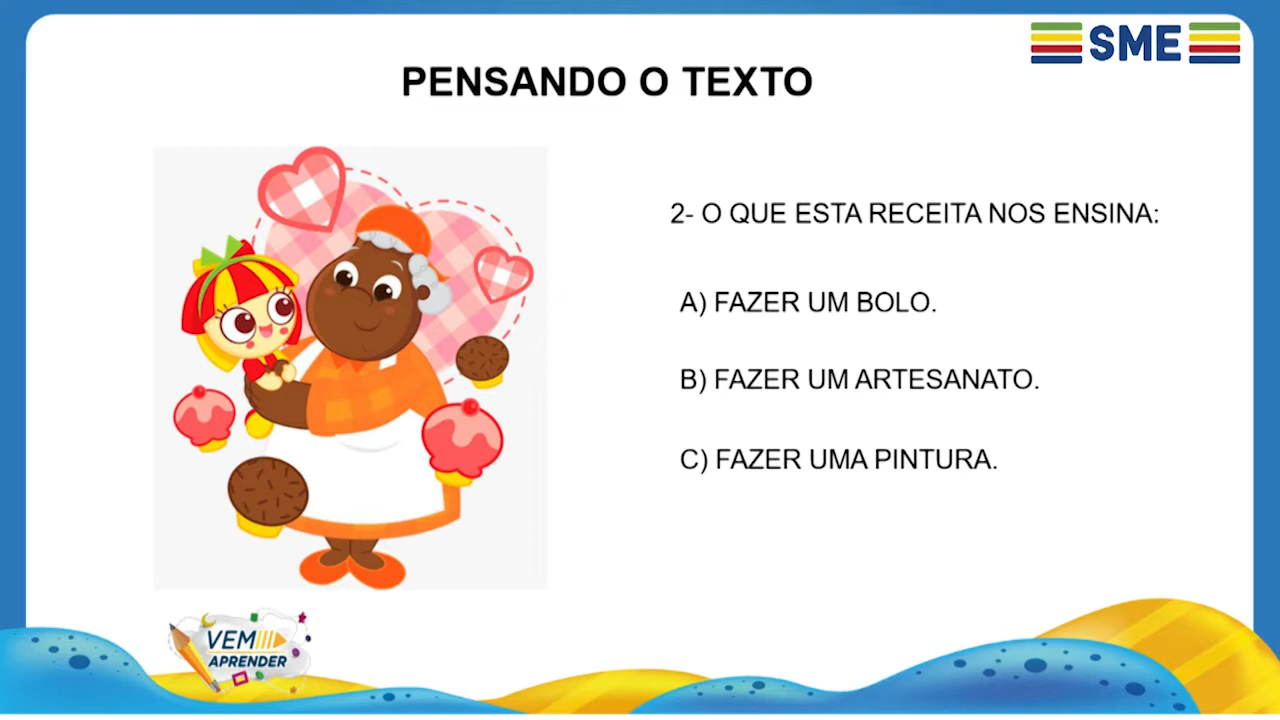 SME
PENSANDO O TEXTO
2- O QUE ESTA RECEITA NOS ENSINA:
A) FAZER UM BOLO.
B) FAZER UM ARTESANATO.
C) FAZER UMA PINTURA.
VEM
APRENDER